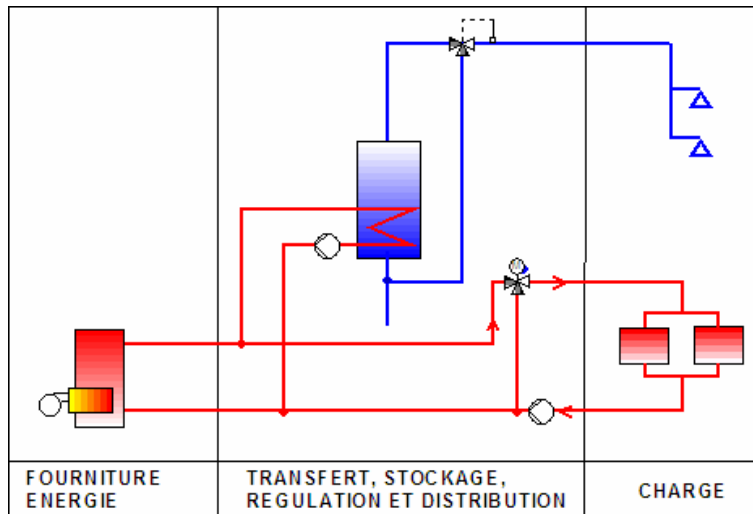 FOURNITURE
ENERGIE
TRANSFERT, STOCKAGE,
REGULATION ET DISTRIBUTION
CHARGE